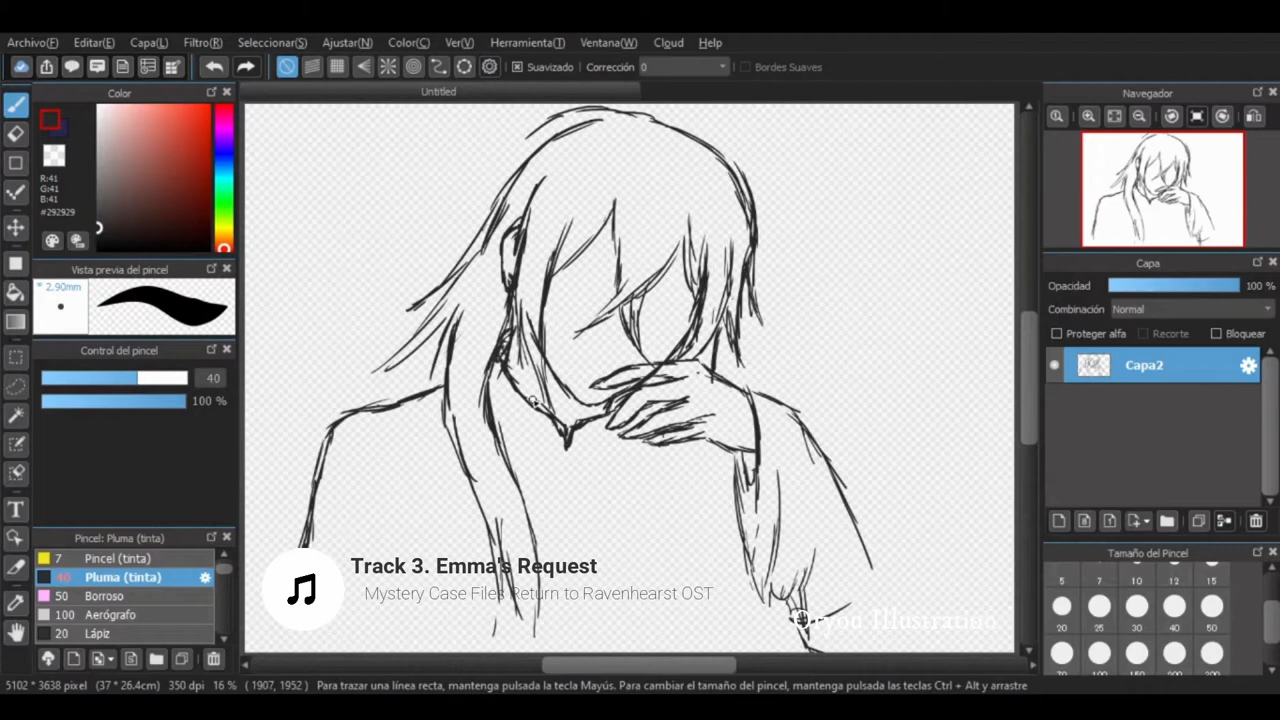 Archivo(F) Editar(E) Capa(L) Filtro(R) Seleccionar(S) Ajustar(N) Color(C) Ver(V) Herramienta(T) Ventana(W) Cloud Help
Suavizado Corrección 0 Bordes Suaves
Color
Untitled
Navegador
R:41
G:41
B:41
#292929
Vista previa del pincel
* 2.90mm
Control del pincel
40
100 %
Capa
Opacidad 100 %
Combinación Normal
Proteger alfa Recorte Bloquear
Capa2
Pincel: Pluma (tinta)
7 Pincel (tinta)
40 Pluma (tinta)
50 Borroso
100 Aerógrafo
20 Lápiz
Track 3. Emma's Request
Mystery Case Files Return to Ravenhearst OST
Oryod Illustration
Tamaño del Pincel
5 7 10 12 15
20 25 30 40 50
70 100
5102 * 3638 pixel (37 * 26.4cm) 350 dpi 16 % ( 1907, 1952 ) Para trazar una línea recta, mantenga pulsada la tecla Mayús. Para cambiar el tamaño del pincel, mantenga pulsadas las teclas Ctrl + Alt y arrastre